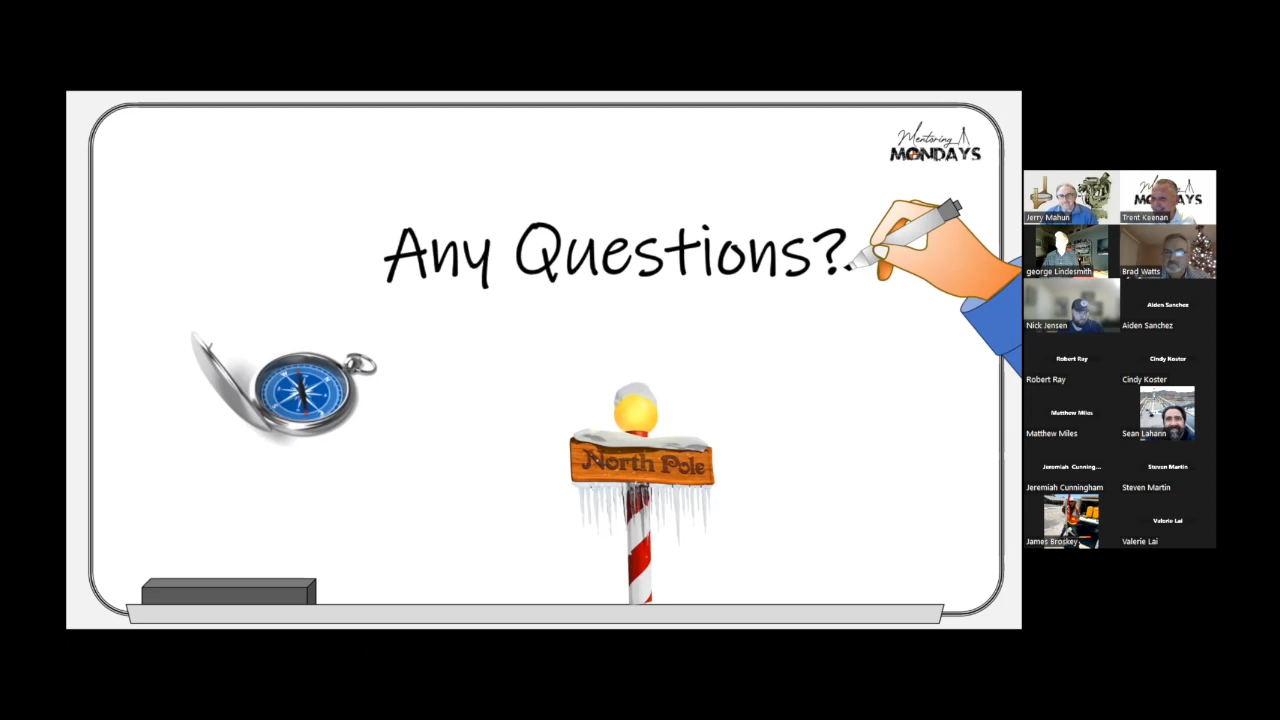 Mentoring
MONDAYS
Any Questions?
North Pole
Jerry Mahun
Trent Keenan
george Lindesmith
Brad Watts
Nick Jensen
Aiden Sanchez
Aiden Sanchez
Robert Ray
Robert Ray
Cindy Koster
Cindy Koster
Matthew Miles
Matthew Miles
Sean Lahann
Jeremiah Cunning...
Jeremiah Cunningham
Steven Martin
Steven Martin
James Broskey
Valerie Lai
Valerie Lai